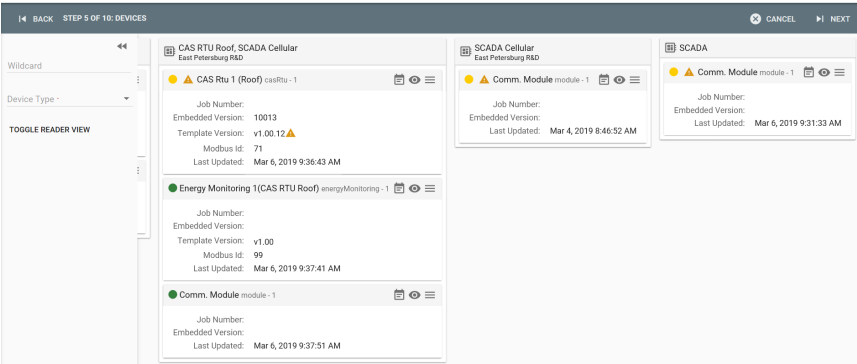 BACK STEP 5 OF 10: DEVICES
CANCEL NEXT
Wildcard
Device Type *
TOGGLE READER VIEW
CAS RTU Roof, SCADA Cellular
East Petersburg R&D
CAS Rtu 1 (Roof) casRtu - 1
Job Number:
Embedded Version: 10013
Template Version: v1.00.12
Modbus Id: 71
Last Updated: Mar 6, 2019 9:36:43 AM
Energy Monitoring 1(CAS RTU Roof) energyMonitoring - 1
Job Number:
Embedded Version:
Template Version: v1.00
Modbus Id: 99
Last Updated: Mar 6, 2019 9:37:41 AM
Comm. Module module - 1
Job Number:
Embedded Version:
Last Updated: Mar 6, 2019 9:37:51 AM
SCADA Cellular
East Petersburg R&D
Comm. Module module - 1
Job Number:
Embedded Version:
Last Updated: Mar 4, 2019 8:46:52 AM
SCADA
Comm. Module module - 1
Job Number:
Embedded Version:
Last Updated: Mar 6, 2019 9:31:33 AM